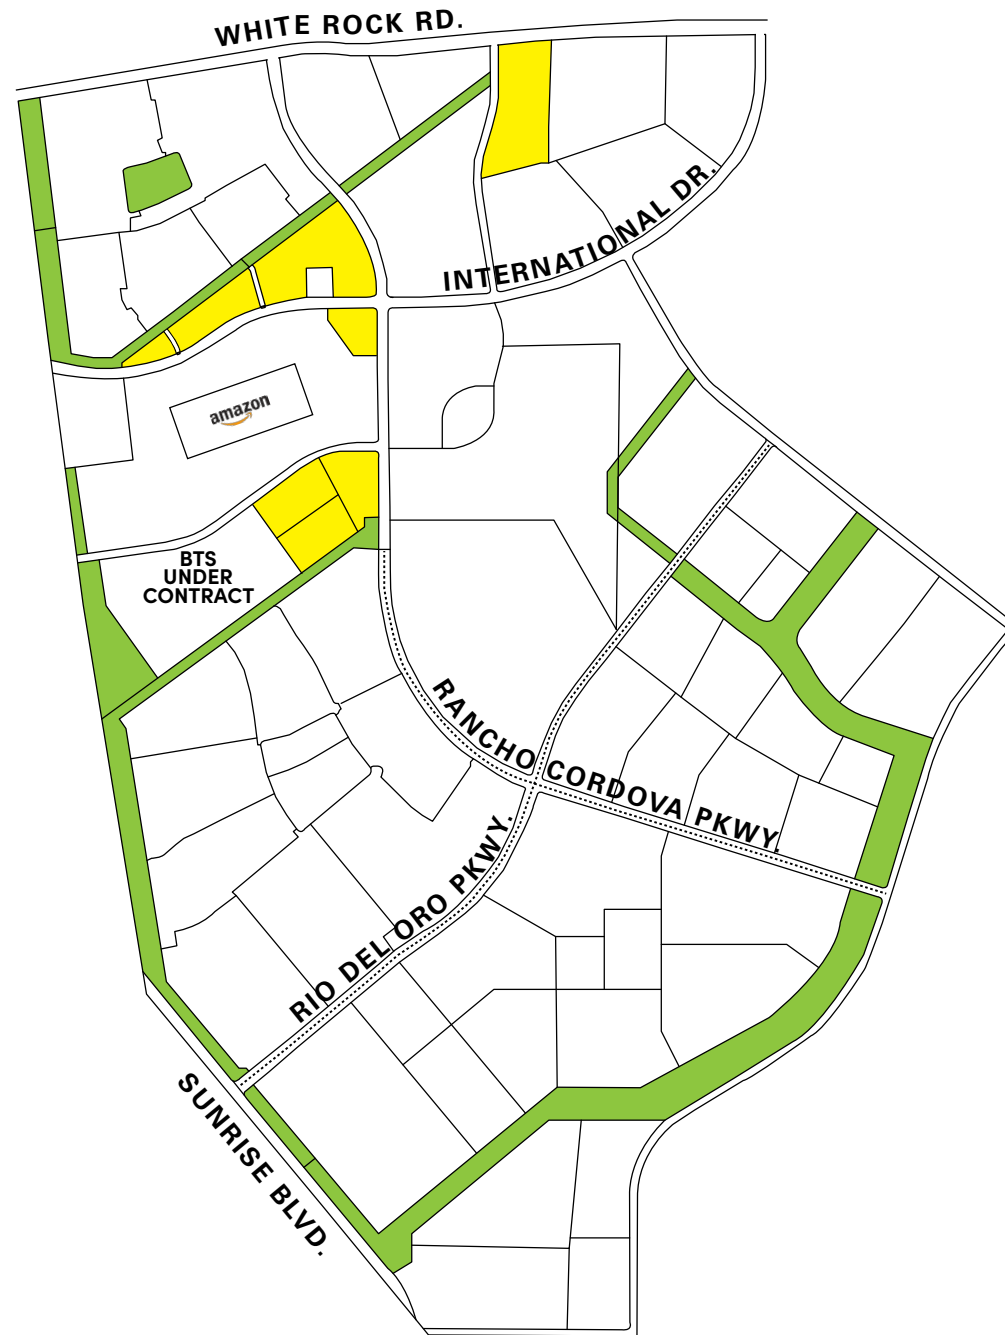 WHITE ROCK RD.
INTERNATIONAL DR.
amazon
BTS
UNDER
CONTRACT
RANCHO CORDOVA PKWY.
RIO DEL ORO PKWY.
SUNRISE BLVD.